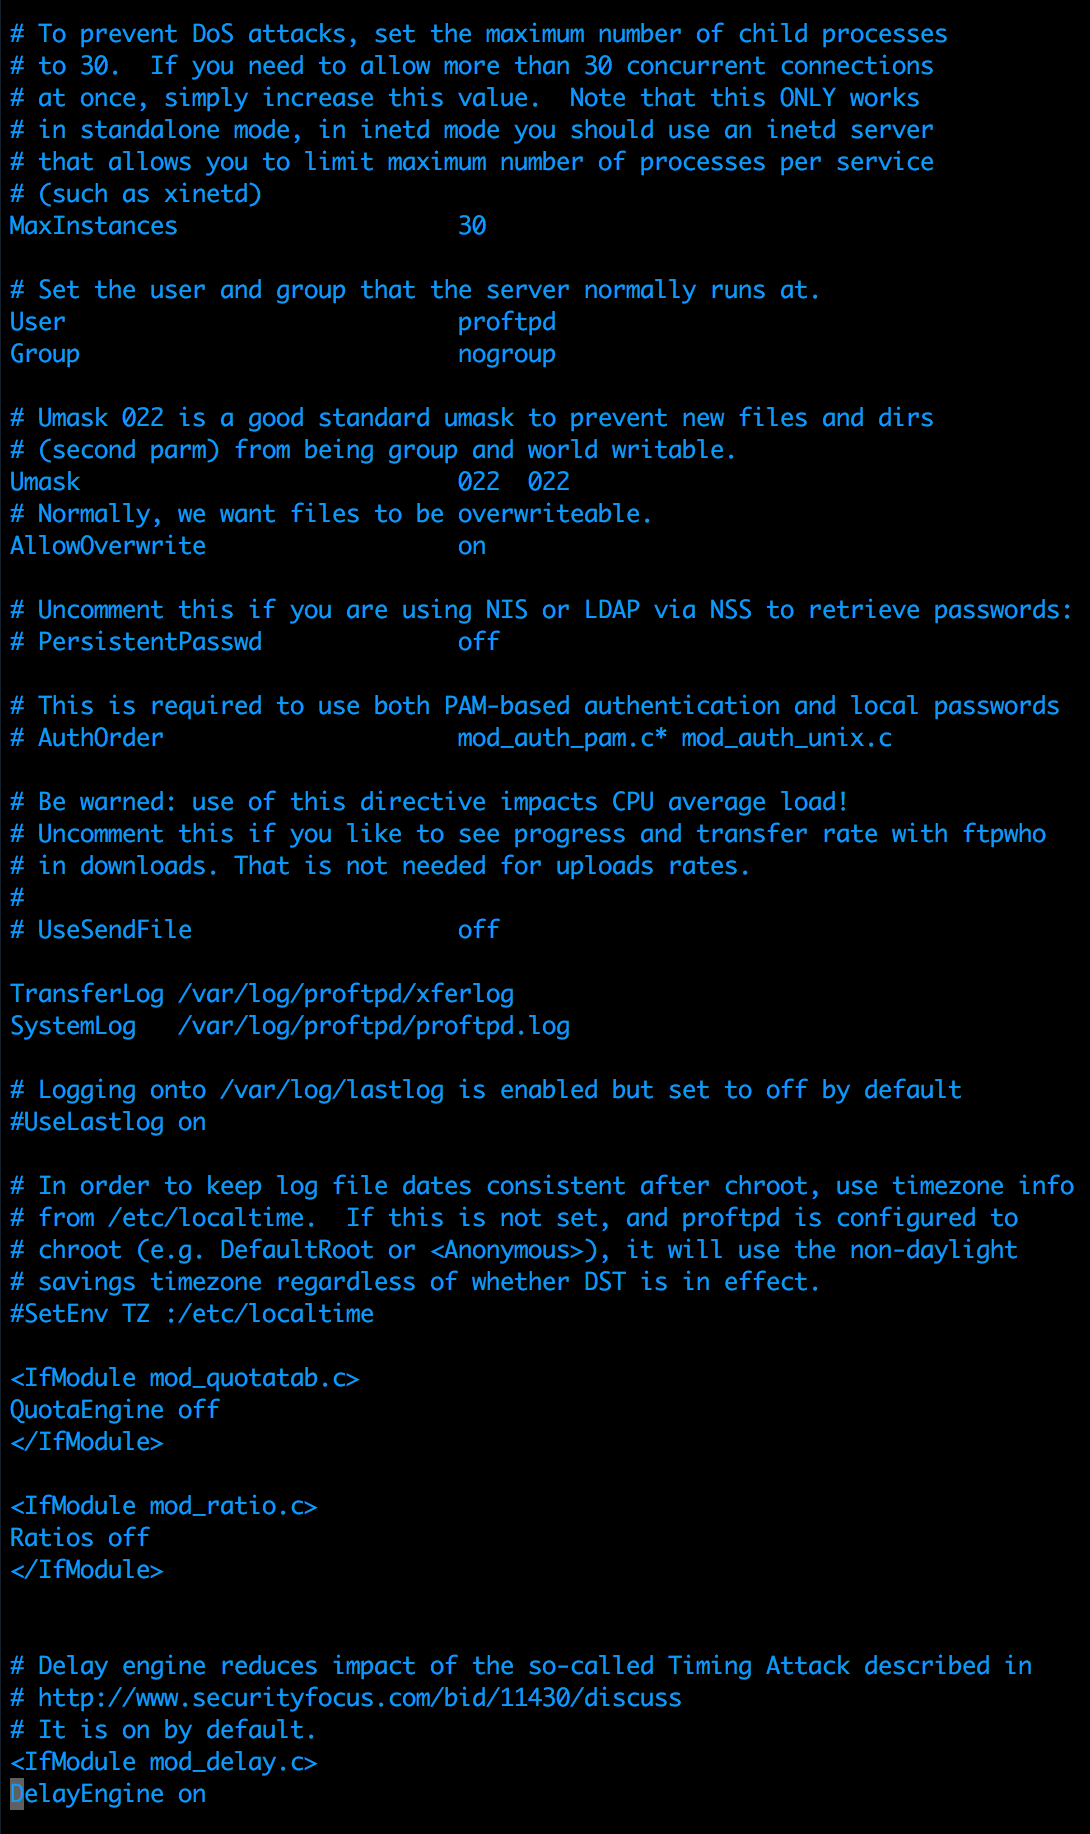 # To prevent DoS attacks, set the maximum number of child processes
# to 30.  If you need to allow more than 30 concurrent connections
# at once, simply increase this value.  Note that this ONLY works
# in standalone mode, in inetd mode you should use an inetd server
# that allows you to limit maximum number of processes per service
# (such as xinetd)
MaxInstances                    30

# Set the user and group that the server normally runs at.
User                            proftpd
Group                           nogroup

# Umask 022 is a good standard umask to prevent new files and dirs
# (second parm) from being group and world writable.
Umask                           022  022
# Normally, we want files to be overwriteable.
AllowOverwrite                  on

# Uncomment this if you are using NIS or LDAP via NSS to retrieve passwords:
# PersistentPasswd              off

# This is required to use both PAM-based authentication and local passwords
# AuthOrder                     mod_auth_pam.c* mod_auth_unix.c

# Be warned: use of this directive impacts CPU average load!
# Uncomment this if you like to see progress and transfer rate with ftpwho
# in downloads. That is not needed for uploads rates.
#
# UseSendFile                   off

TransferLog /var/log/proftpd/xferlog
SystemLog   /var/log/proftpd/proftpd.log

# Logging onto /var/log/lastlog is enabled but set to off by default
#UseLastlog on

# In order to keep log file dates consistent after chroot, use timezone info
# from /etc/localtime.  If this is not set, and proftpd is configured to
# chroot (e.g. DefaultRoot or <Anonymous>), it will use the non-daylight
# savings timezone regardless of whether DST is in effect.
#SetEnv TZ :/etc/localtime

<IfModule mod_quotatab.c>
QuotaEngine off
</IfModule>

<IfModule mod_ratio.c>
Ratios off
</IfModule>


# Delay engine reduces impact of the so-called Timing Attack described in
# http://www.securityfocus.com/bid/11430/discuss
# It is on by default.
<IfModule mod_delay.c>
DelayEngine on